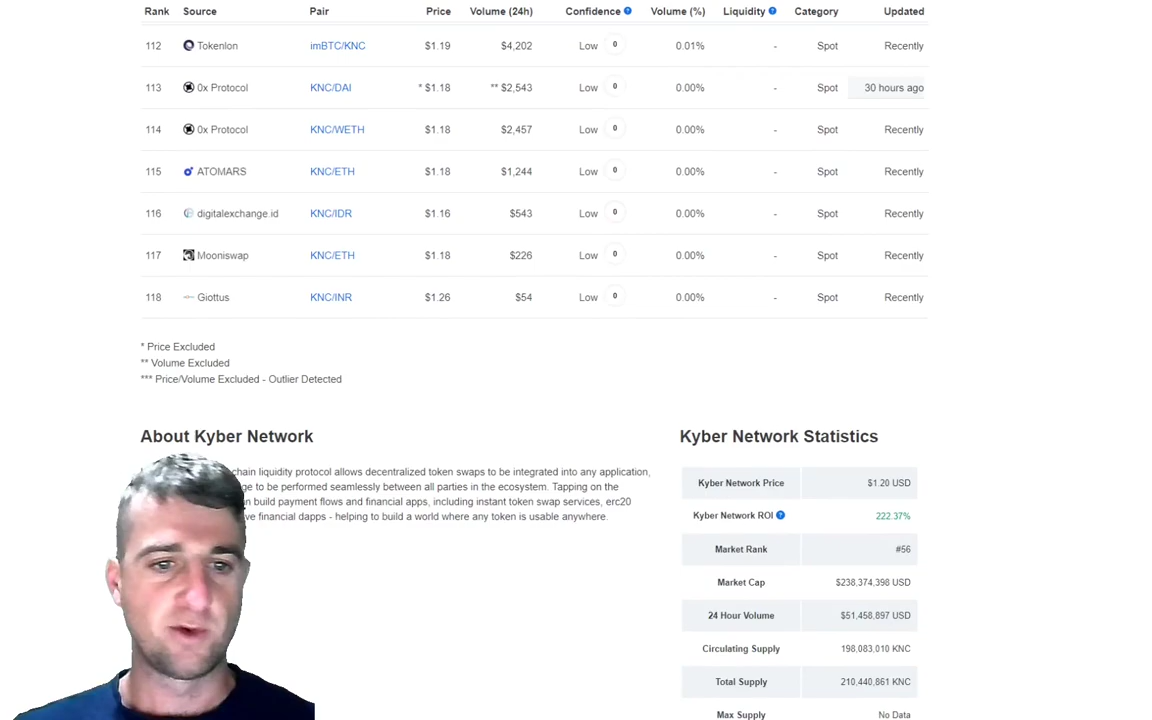 Rank Source Pair Price Volume (24h) Confidence Volume (%) Liquidity Category Updated
112 Tokenlon imBTC/KNC $1.19 $4,202 Low 0 0.01% - Spot Recently
113 0x Protocol KNC/DAI * $1.18 ** $2,543 Low 0 0.00% - Spot 30 hours ago
114 0x Protocol KNC/WETH $1.18 $2,457 Low 0 0.00% - Spot Recently
115 ATOMARS KNC/ETH $1.18 $1,244 Low 0 0.00% - Spot Recently
116 digitalexchange.id KNC/IDR $1.16 $543 Low 0 0.00% - Spot Recently
117 Mooniswap KNC/ETH $1.18 $226 Low 0 0.00% - Spot Recently
118 Giottus KNC/INR $1.26 $54 Low 0 0.00% - Spot Recently
* Price Excluded
** Volume Excluded
*** Price/Volume Excluded - Outlier Detected
About Kyber Network
chain liquidity protocol allows decentralized token swaps to be integrated into any application,
to be performed seamlessly between all parties in the ecosystem. Tapping on the
build payment flows and financial apps, including instant token swap services, erc20
financial dapps - helping to build a world where any token is usable anywhere.
Kyber Network Statistics
Kyber Network Price $1.20 USD
Kyber Network ROI 222.37%
Market Rank #56
Market Cap $238,374,398 USD
24 Hour Volume $51,458,897 USD
Circulating Supply 198,083,010 KNC
Total Supply 210,440,861 KNC
Max Supply No Data